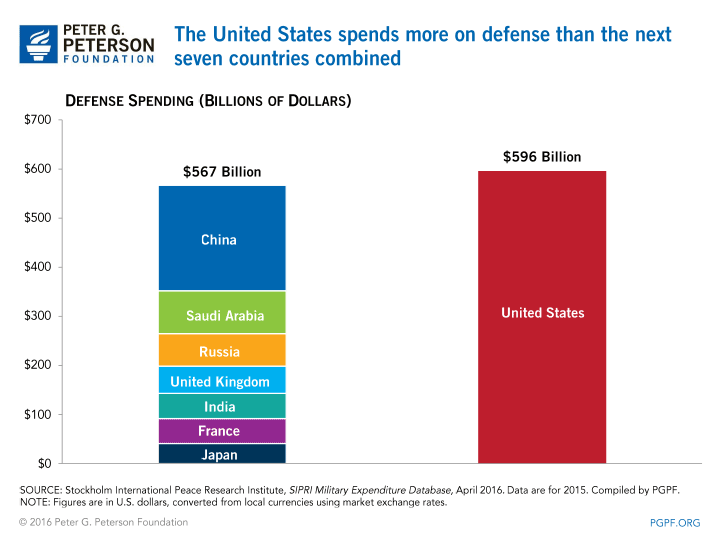 PETER G.
PETERSON
FOUNDATION
The United States spends more on defense than the next
seven countries combined
DEFENSE SPENDING (BILLIONS OF DOLLARS)
$700
$600
$500
$400
$300
$200
$100
$0
$567 Billion
China
Saudi Arabia
Russia
United Kingdom
India
France
Japan
$596 Billion
United States
SOURCE: Stockholm International Peace Research Institute, SIPRI Military Expenditure Database, April 2016. Data are for 2015. Compiled by PGPF.
NOTE: Figures are in U.S. dollars, converted from local currencies using market exchange rates.
© 2016 Peter G. Peterson Foundation
PGPF.ORG